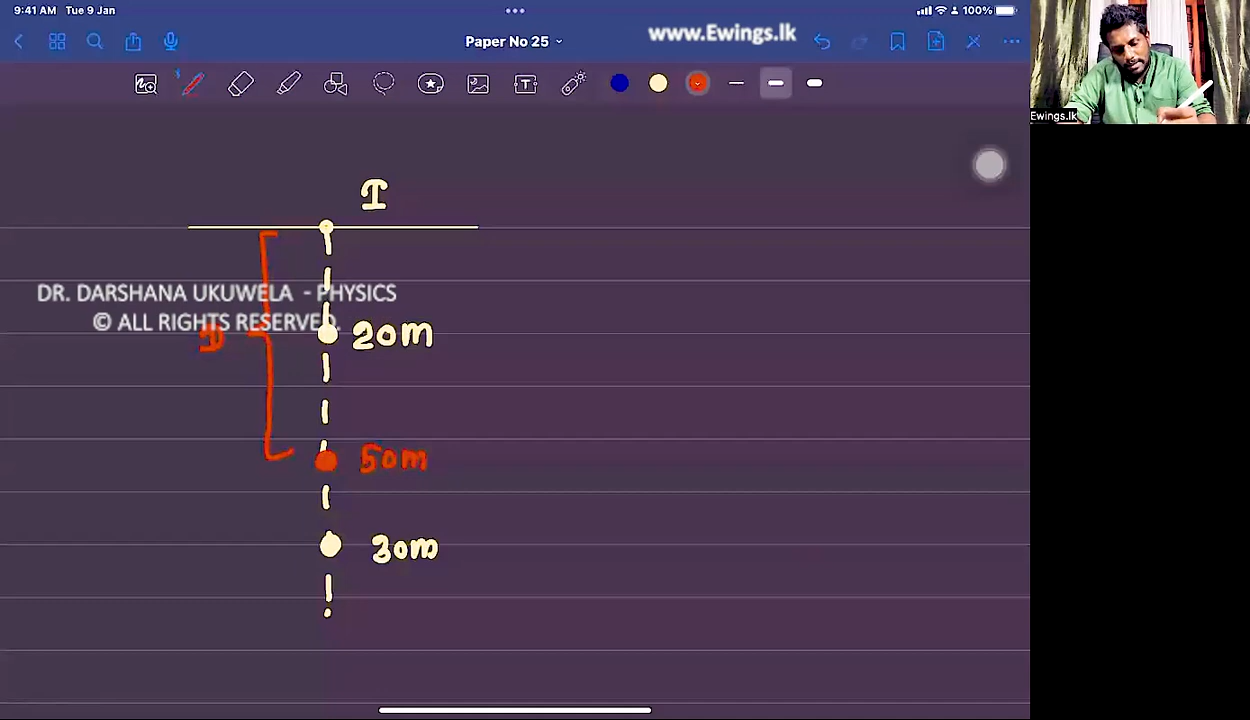 9:41 AM Tue 9 Jan
100%
Paper No 25
www.Ewings.lk
Ewings.lk
I
DR. DARSHANA UKUWELA - PHYSICS
© ALL RIGHTS RESERVED.
20m
50m
30m